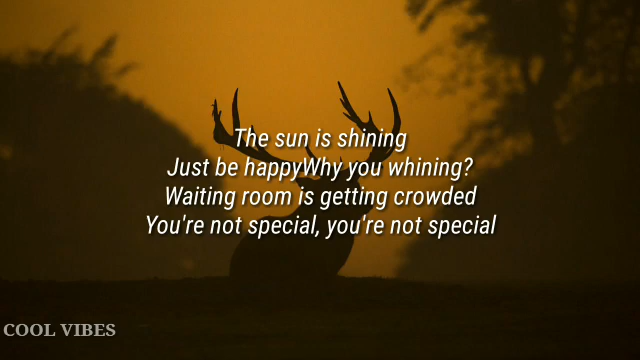 The sun is shining
Just be happyWhy you whining?
Waiting room is getting crowded
You're not special, you're not special
COOL VIBES